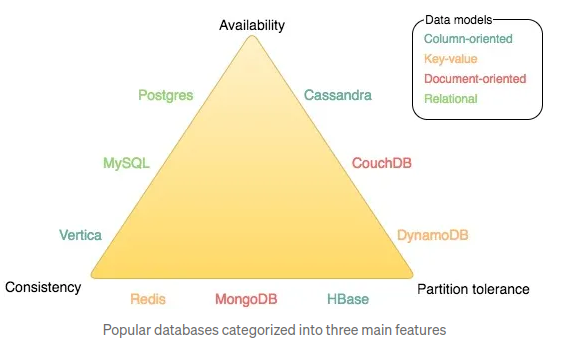 Availability
Data models
Column-oriented
Key-value
Document-oriented
Relational
Postgres
Cassandra
MySQL
CouchDB
Vertica
DynamoDB
Consistency
Partition tolerance
Redis
MongoDB
HBase
Popular databases categorized into three main features